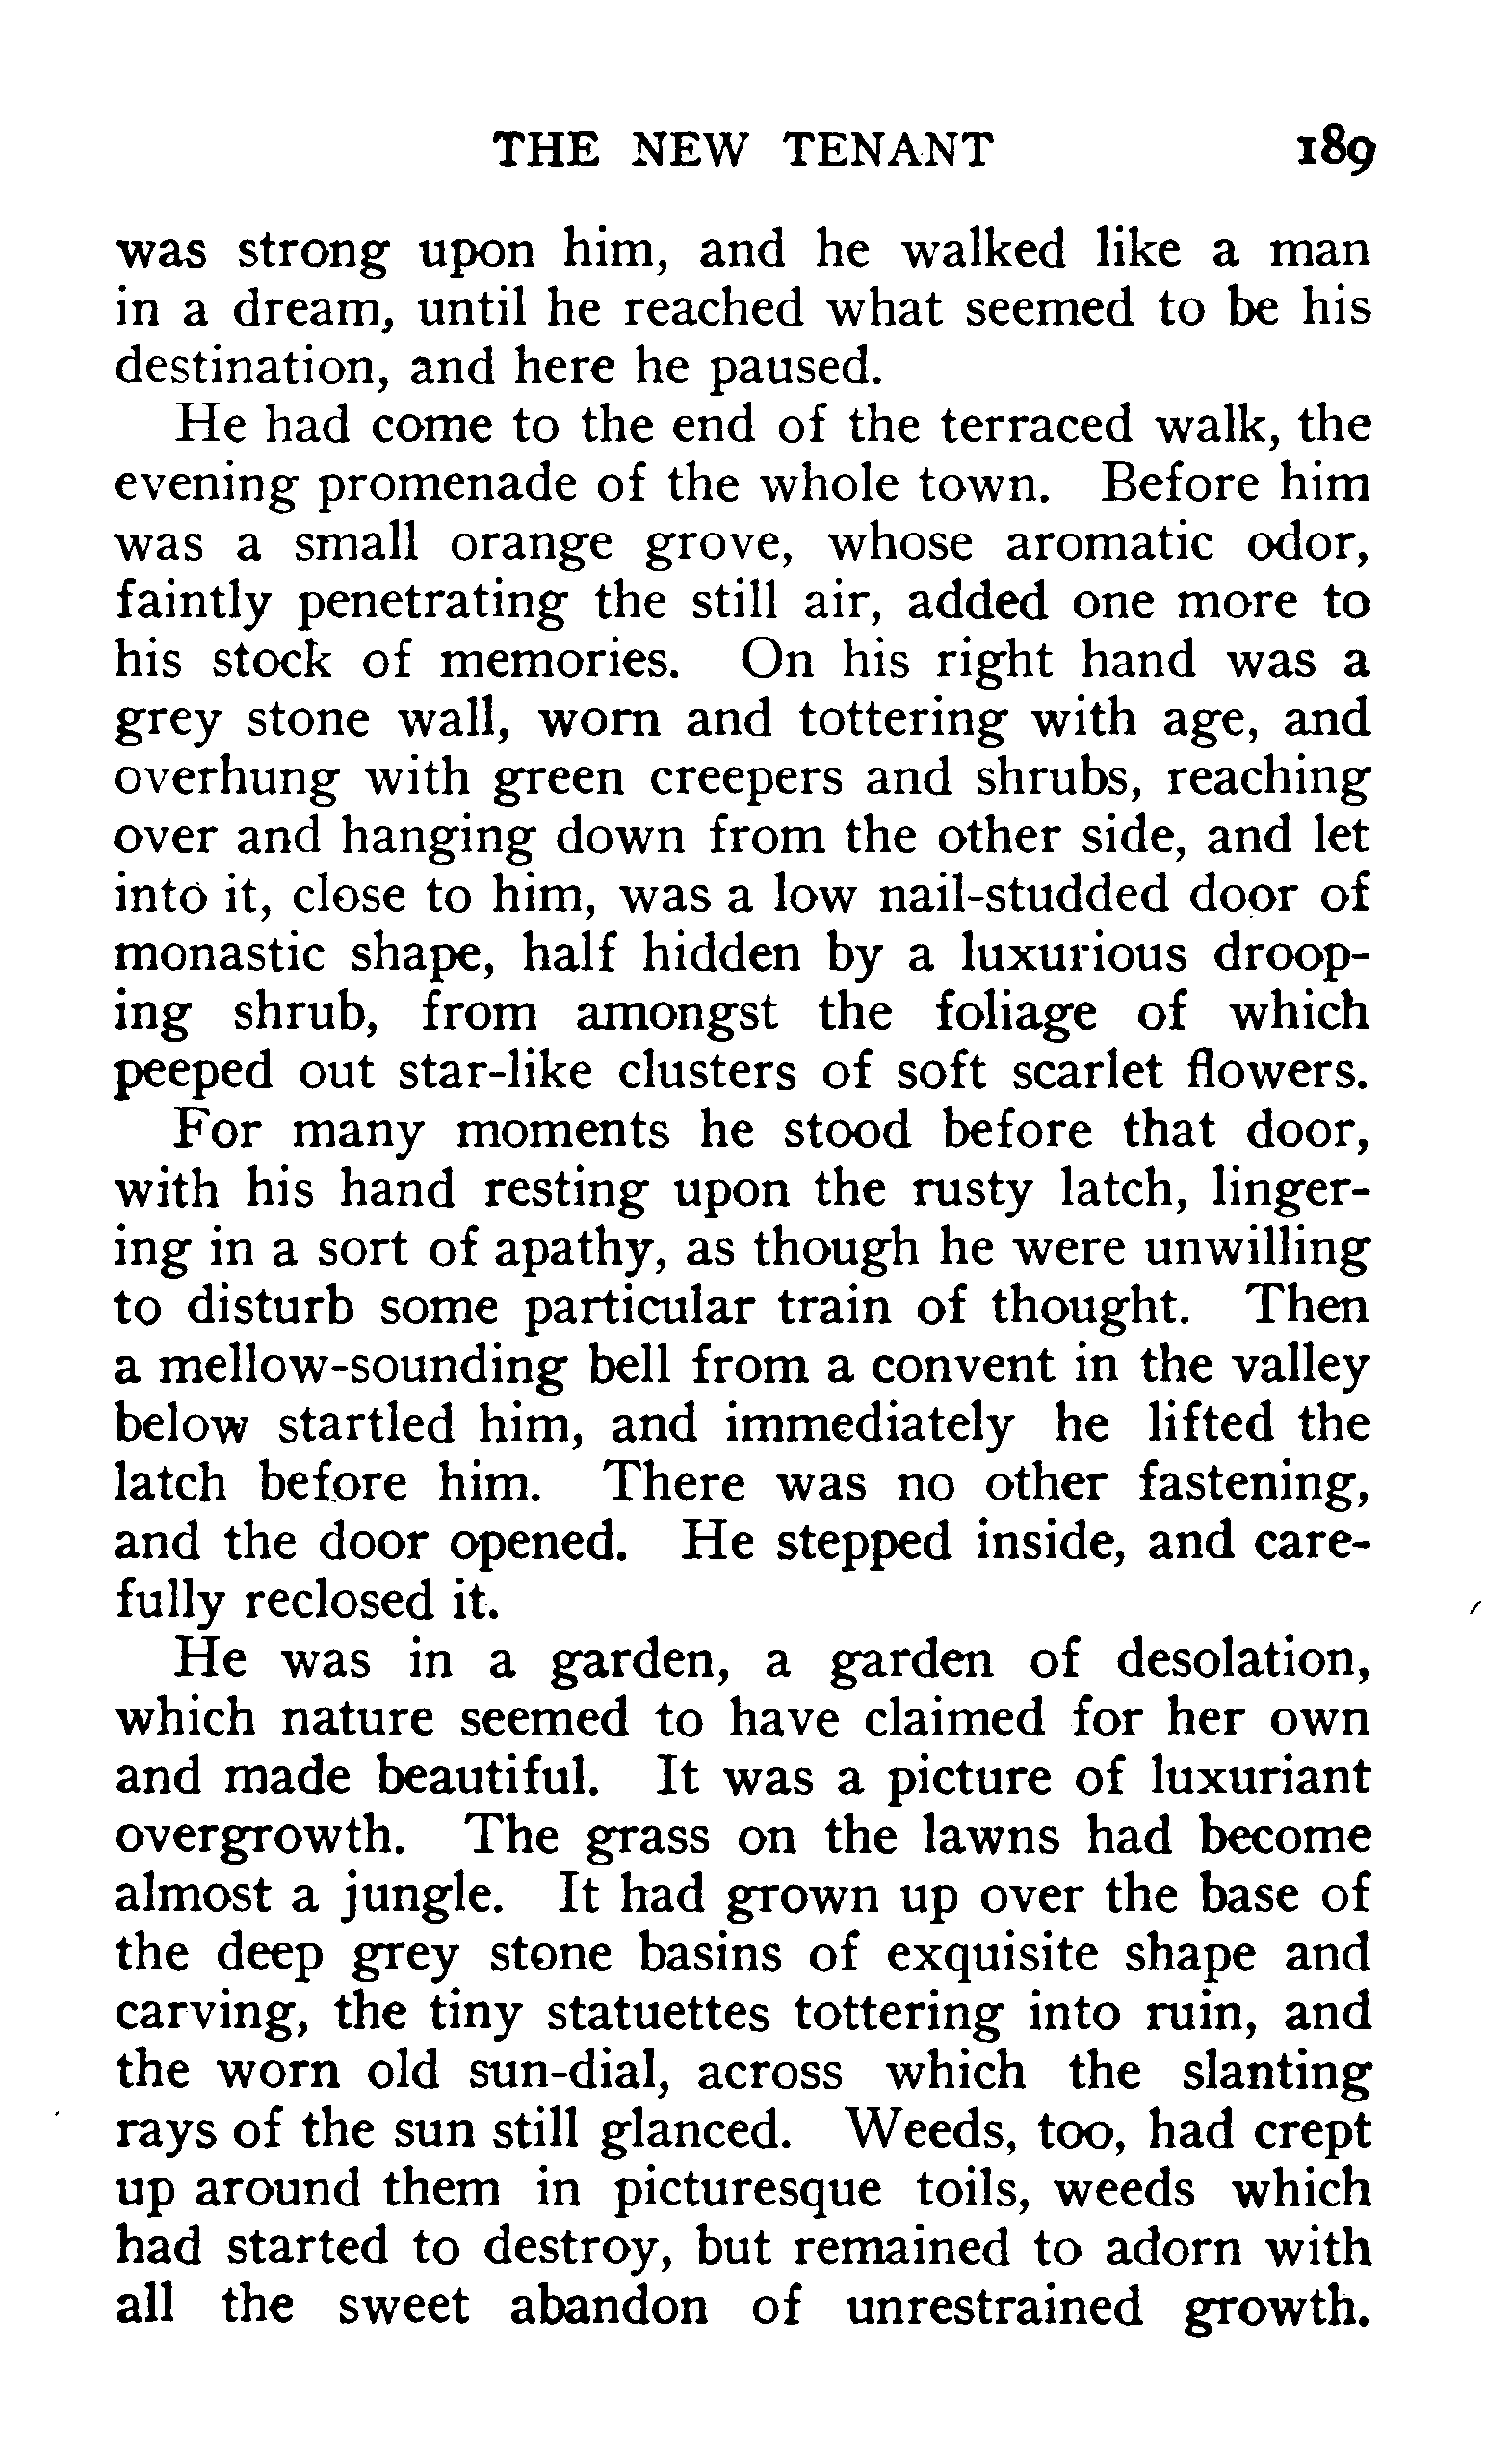 THE NEW TENANT 189
was strong upon him, and he walked like a man
in a dream, until he reached what seemed to be his
destination, and here he paused.
He had come to the end of the terraced walk, the
evening promenade of the whole town. Before him
was a small orange grove, whose aromatic odor,
faintly penetrating the still air, added one more to
his stock of memories. On his right hand was a
grey stone wall, worn and tottering with age, and
overhung with green creepers and shrubs, reaching
over and hanging down from the other side, and let
into it, close to him, was a low nail-studded door of
monastic shape, half hidden by a luxurious droop-
ing shrub, from amongst the foliage of which
peeped out star-like clusters of soft scarlet flowers.
For many moments he stood before that door,
with his hand resting upon the rusty latch, linger-
ing in a sort of apathy, as though he were unwilling
to disturb some particular train of thought. Then
a mellow-sounding bell from a convent in the valley
below startled him, and immediately he lifted the
latch before him. There was no other fastening,
and the door opened. He stepped inside, and care-
fully reclosed it.
He was in a garden, a garden of desolation,
which nature seemed to have claimed for her own
and made beautiful. It was a picture of luxuriant
overgrowth. The grass on the lawns had become
almost a jungle. It had grown up over the base of
the deep grey stone basins of exquisite shape and
carving, the tiny statuettes tottering into ruin, and
the worn old sun-dial, across which the slanting
rays of the sun still glanced. Weeds, too, had crept
up around them in picturesque toils, weeds which
had started to destroy, but remained to adorn with
all the sweet abandon of unrestrained growth.